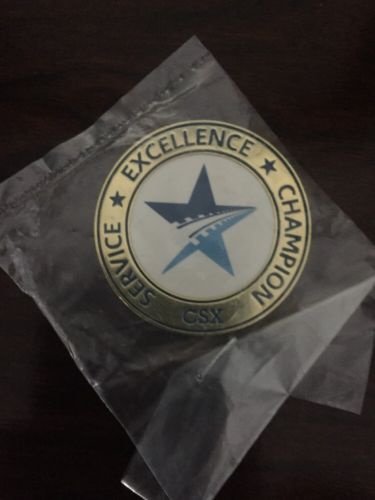 SERVICE ★ EXCELLENCE ★ CHAMPION
CSX